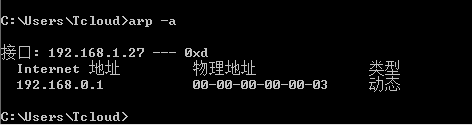 C:\Users\Tcloud>arp -a
接口: 192.168.1.27 --- 0xd
Internet 地址 物理地址 类型
192.168.0.1 00-00-00-00-00-03 动态
C:\Users\Tcloud>